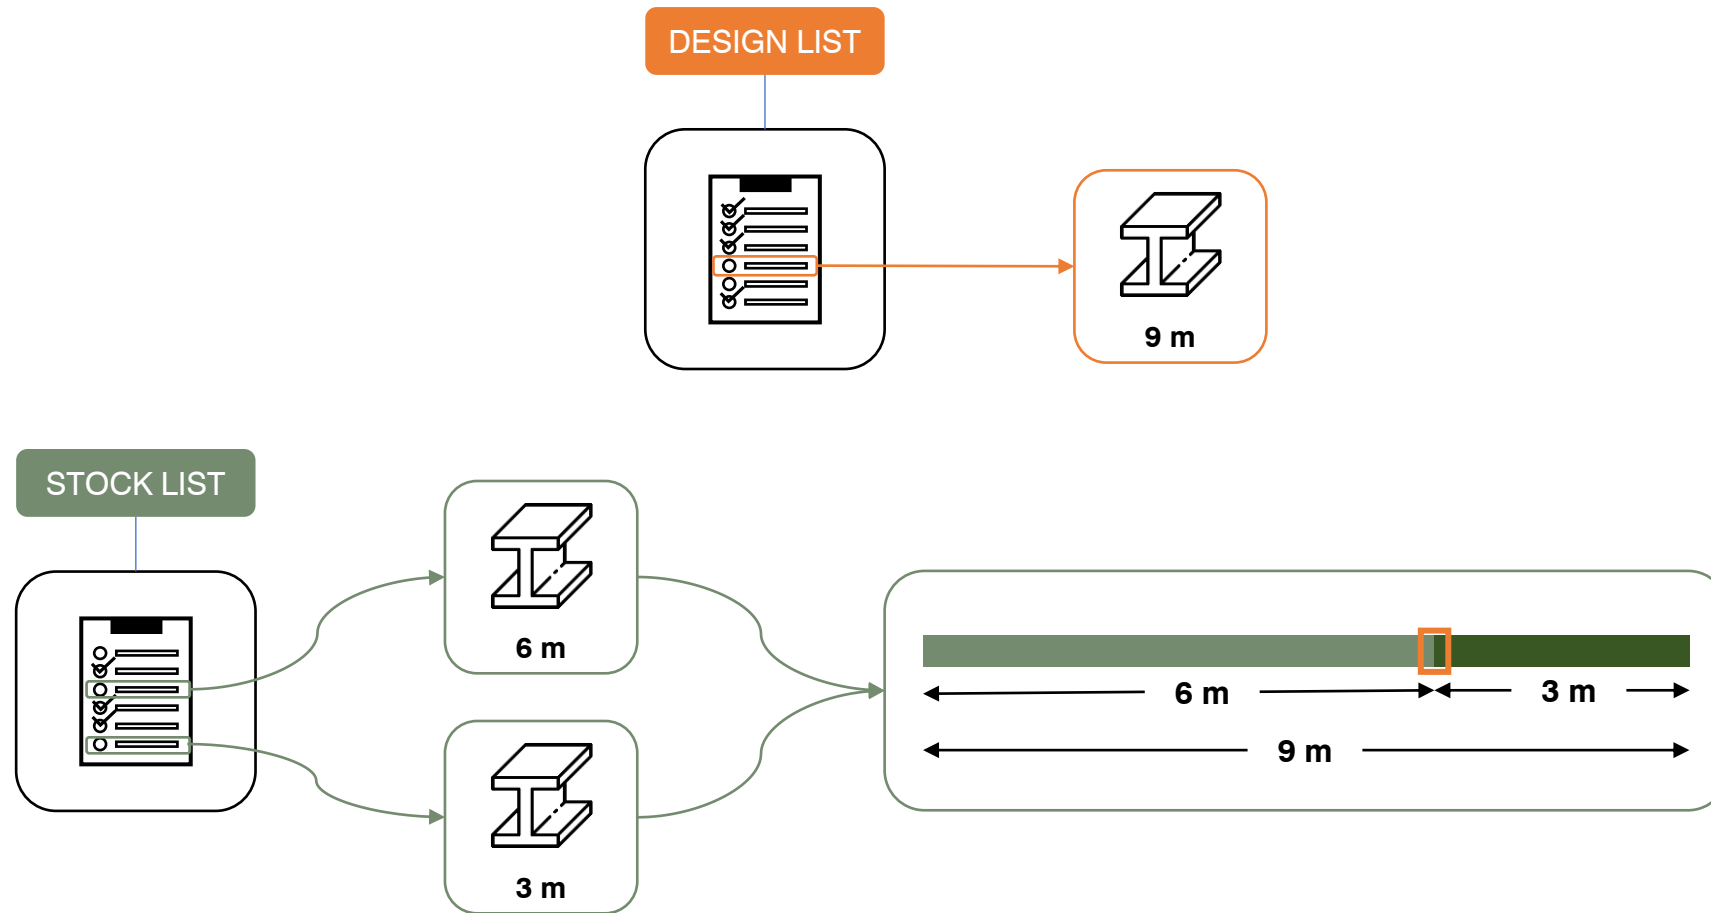 DESIGN LIST
9 m
STOCK LIST
6 m
6 m
3 m
9 m
3 m